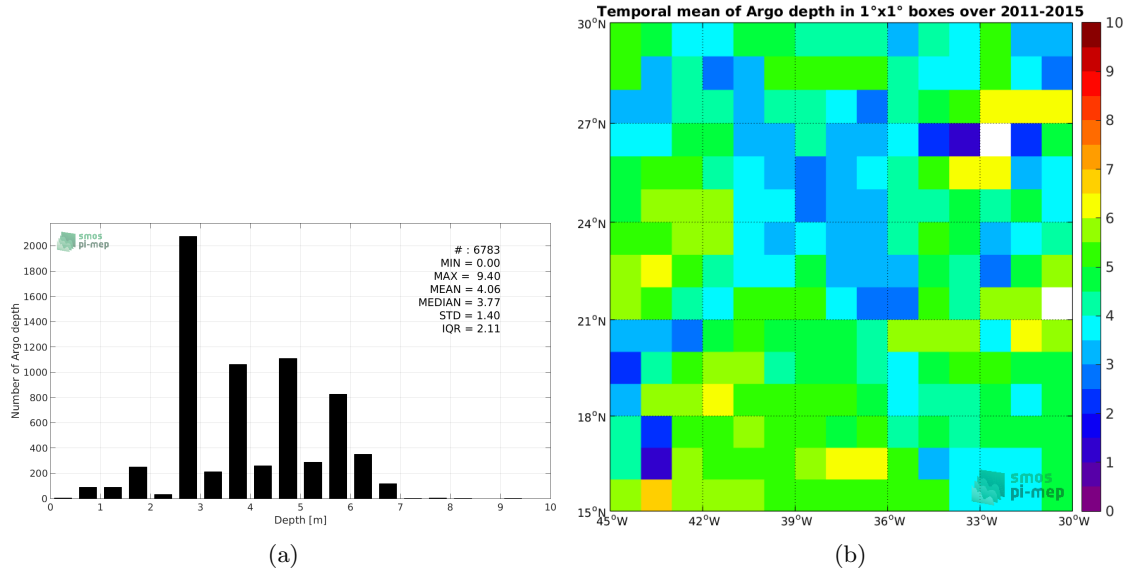 smos
pi-mep
# : 6783
MIN = 0.00
MAX = 9.40
MEAN = 4.06
MEDIAN = 3.77
STD = 1.40
IQR = 2.11
Number of Argo depth
2000
1800
1600
1400
1200
1000
800
600
400
200
0
0 1 2 3 4 5 6 7 8 9 10
Depth [m]
(a)
Temporal mean of Argo depth in 1°x1° boxes over 2011-2015
30°N
27°N
24°N
21°N
18°N
15°N
45°W 42°W 39°W 36°W 33°W 30°W
smos
pi-mep
10
9
8
7
6
5
4
3
2
1
0
(b)